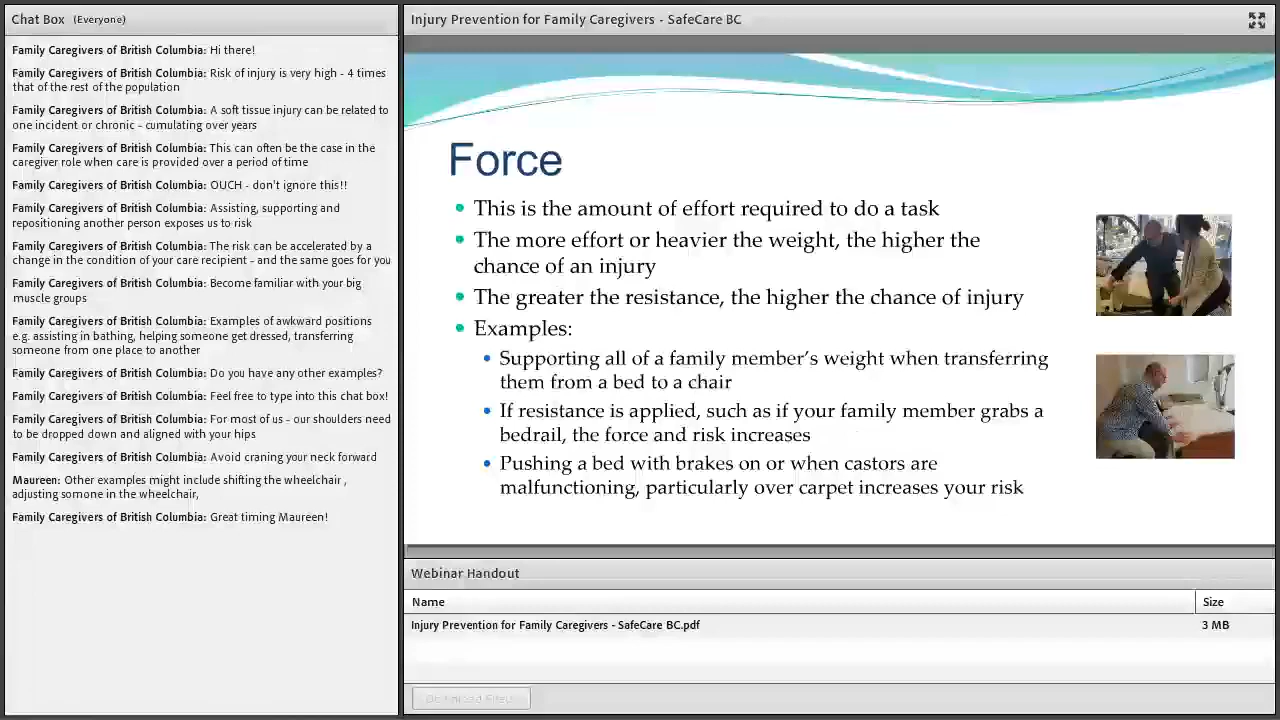 Chat Box (Everyone)
Family Caregivers of British Columbia: Hi there!
Family Caregivers of British Columbia: Risk of injury is very high - 4 times
that of the rest of the population
Family Caregivers of British Columbia: A soft tissue injury can be related to
one incident or chronic - cumulating over years
Family Caregivers of British Columbia: This can often be the case in the
caregiver role when care is provided over a period of time
Family Caregivers of British Columbia: OUCH - don't ignore this!!
Family Caregivers of British Columbia: Assisting, supporting and
repositioning another person exposes us to risk
Family Caregivers of British Columbia: The risk can be accelerated by a
change in the condition of your care recipient - and the same goes for you
Family Caregivers of British Columbia: Become familiar with your big
muscle groups
Family Caregivers of British Columbia: Examples of awkward positions
e.g. assisting in bathing, helping someone get dressed, transferring
someone from one place to another
Family Caregivers of British Columbia: Do you have any other examples?
Family Caregivers of British Columbia: Feel free to type into this chat box!
Family Caregivers of British Columbia: For most of us - our shoulders need
to be dropped down and aligned with your hips
Family Caregivers of British Columbia: Avoid craning your neck forward
Maureen: Other examples might include shifting the wheelchair ,
adjusting somone in the wheelchair,
Family Caregivers of British Columbia: Great timing Maureen!
Injury Prevention for Family Caregivers - SafeCare BC
Force
This is the amount of effort required to do a task
The more effort or heavier the weight, the higher the
chance of an injury
The greater the resistance, the higher the chance of injury
Examples:
Supporting all of a family member's weight when transferring
them from a bed to a chair
If resistance is applied, such as if your family member grabs a
bedrail, the force and risk increases
Pushing a bed with brakes on or when castors are
malfunctioning, particularly over carpet increases your risk
Webinar Handout
Name Size
Injury Prevention for Family Caregivers - SafeCare BC.pdf 3 MB